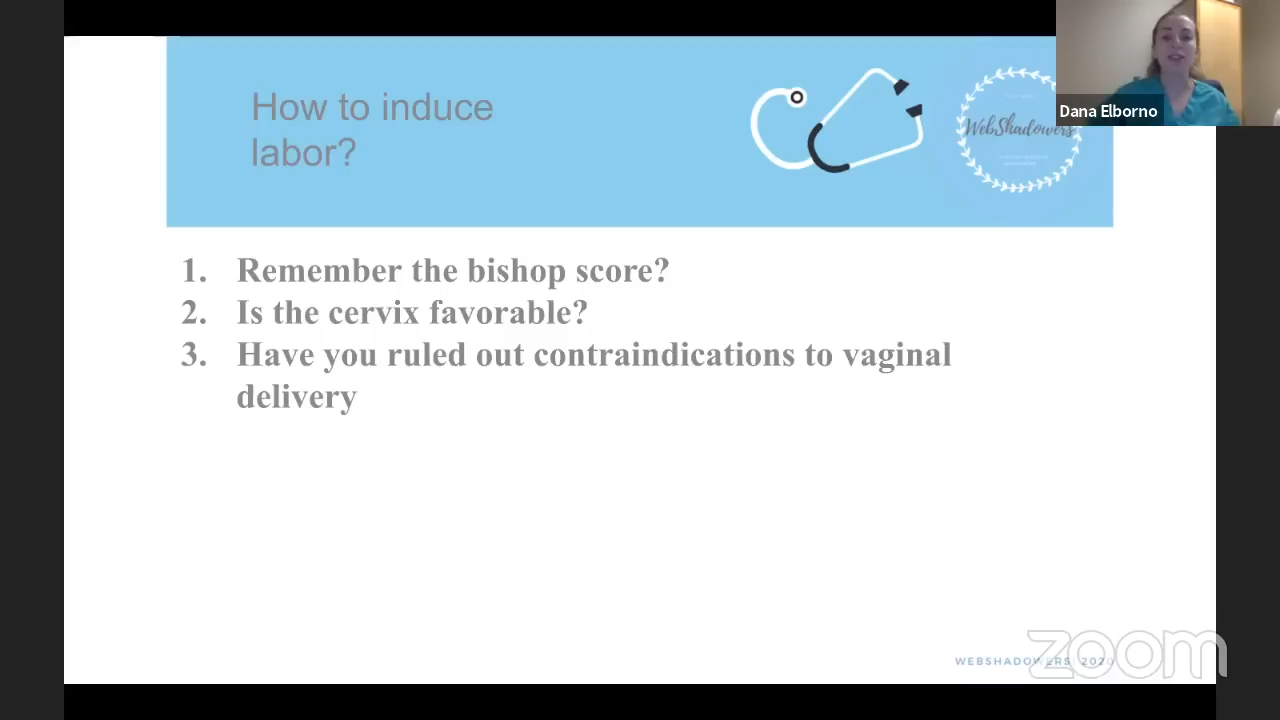 How to induce
labor?
WebShadowers
Dana Elborno
1. Remember the bishop score?
2. Is the cervix favorable?
3. Have you ruled out contraindications to vaginal
delivery
WEBSHADOWERS 2020
zoom